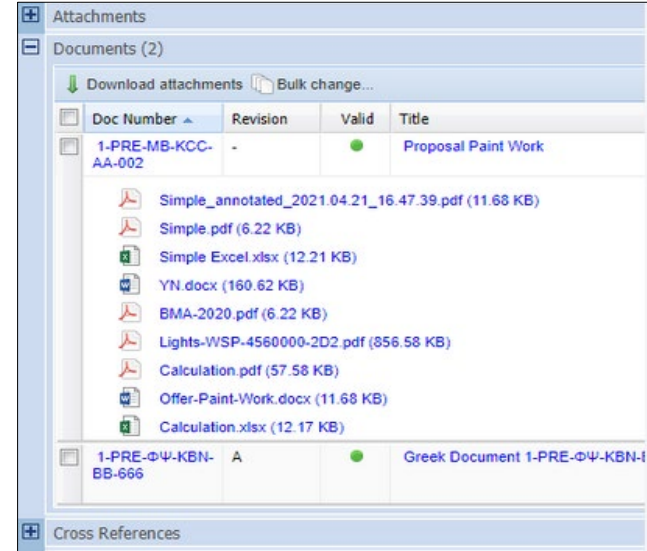 Attachments
Documents (2)
Download attachments Bulk change...
Doc Number Revision Valid Title
1-PRE-MB-KCC- - Proposal Paint Work
AA-002
Simple_annotated_2021.04.21_16.47.39.pdf (11.68 KB)
Simple.pdf (6.22 KB)
Simple Excel.xlsx (12.21 KB)
YN.docx (160.62 KB)
BMA-2020.pdf (6.22 KB)
Lights-WSP-4560000-2D2.pdf (856.58 KB)
Calculation.pdf (57.58 KB)
Offer-Paint-Work.docx (11.68 KB)
Calculation.xlsx (12.17 KB)
1-PRE-ΦΨ-KBN- A Greek Document 1-PRE-ΦΨ-KBN-
BB-666
Cross References